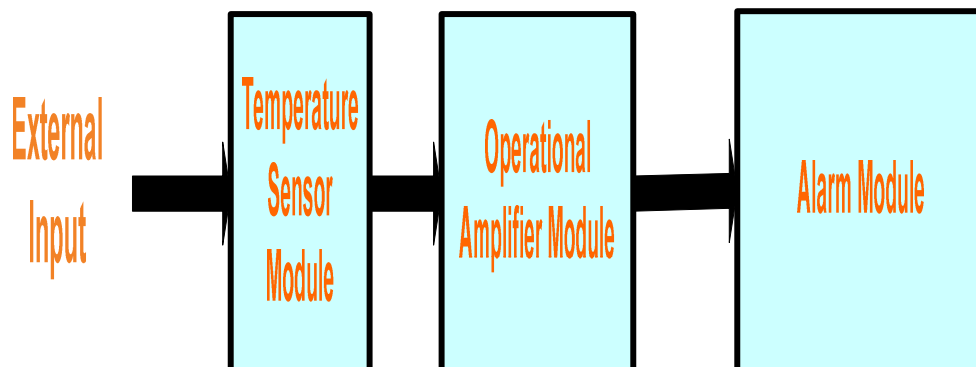 External
Input
Temperature
Sensor
Module
Operational
Amplifier Module
Alarm Module